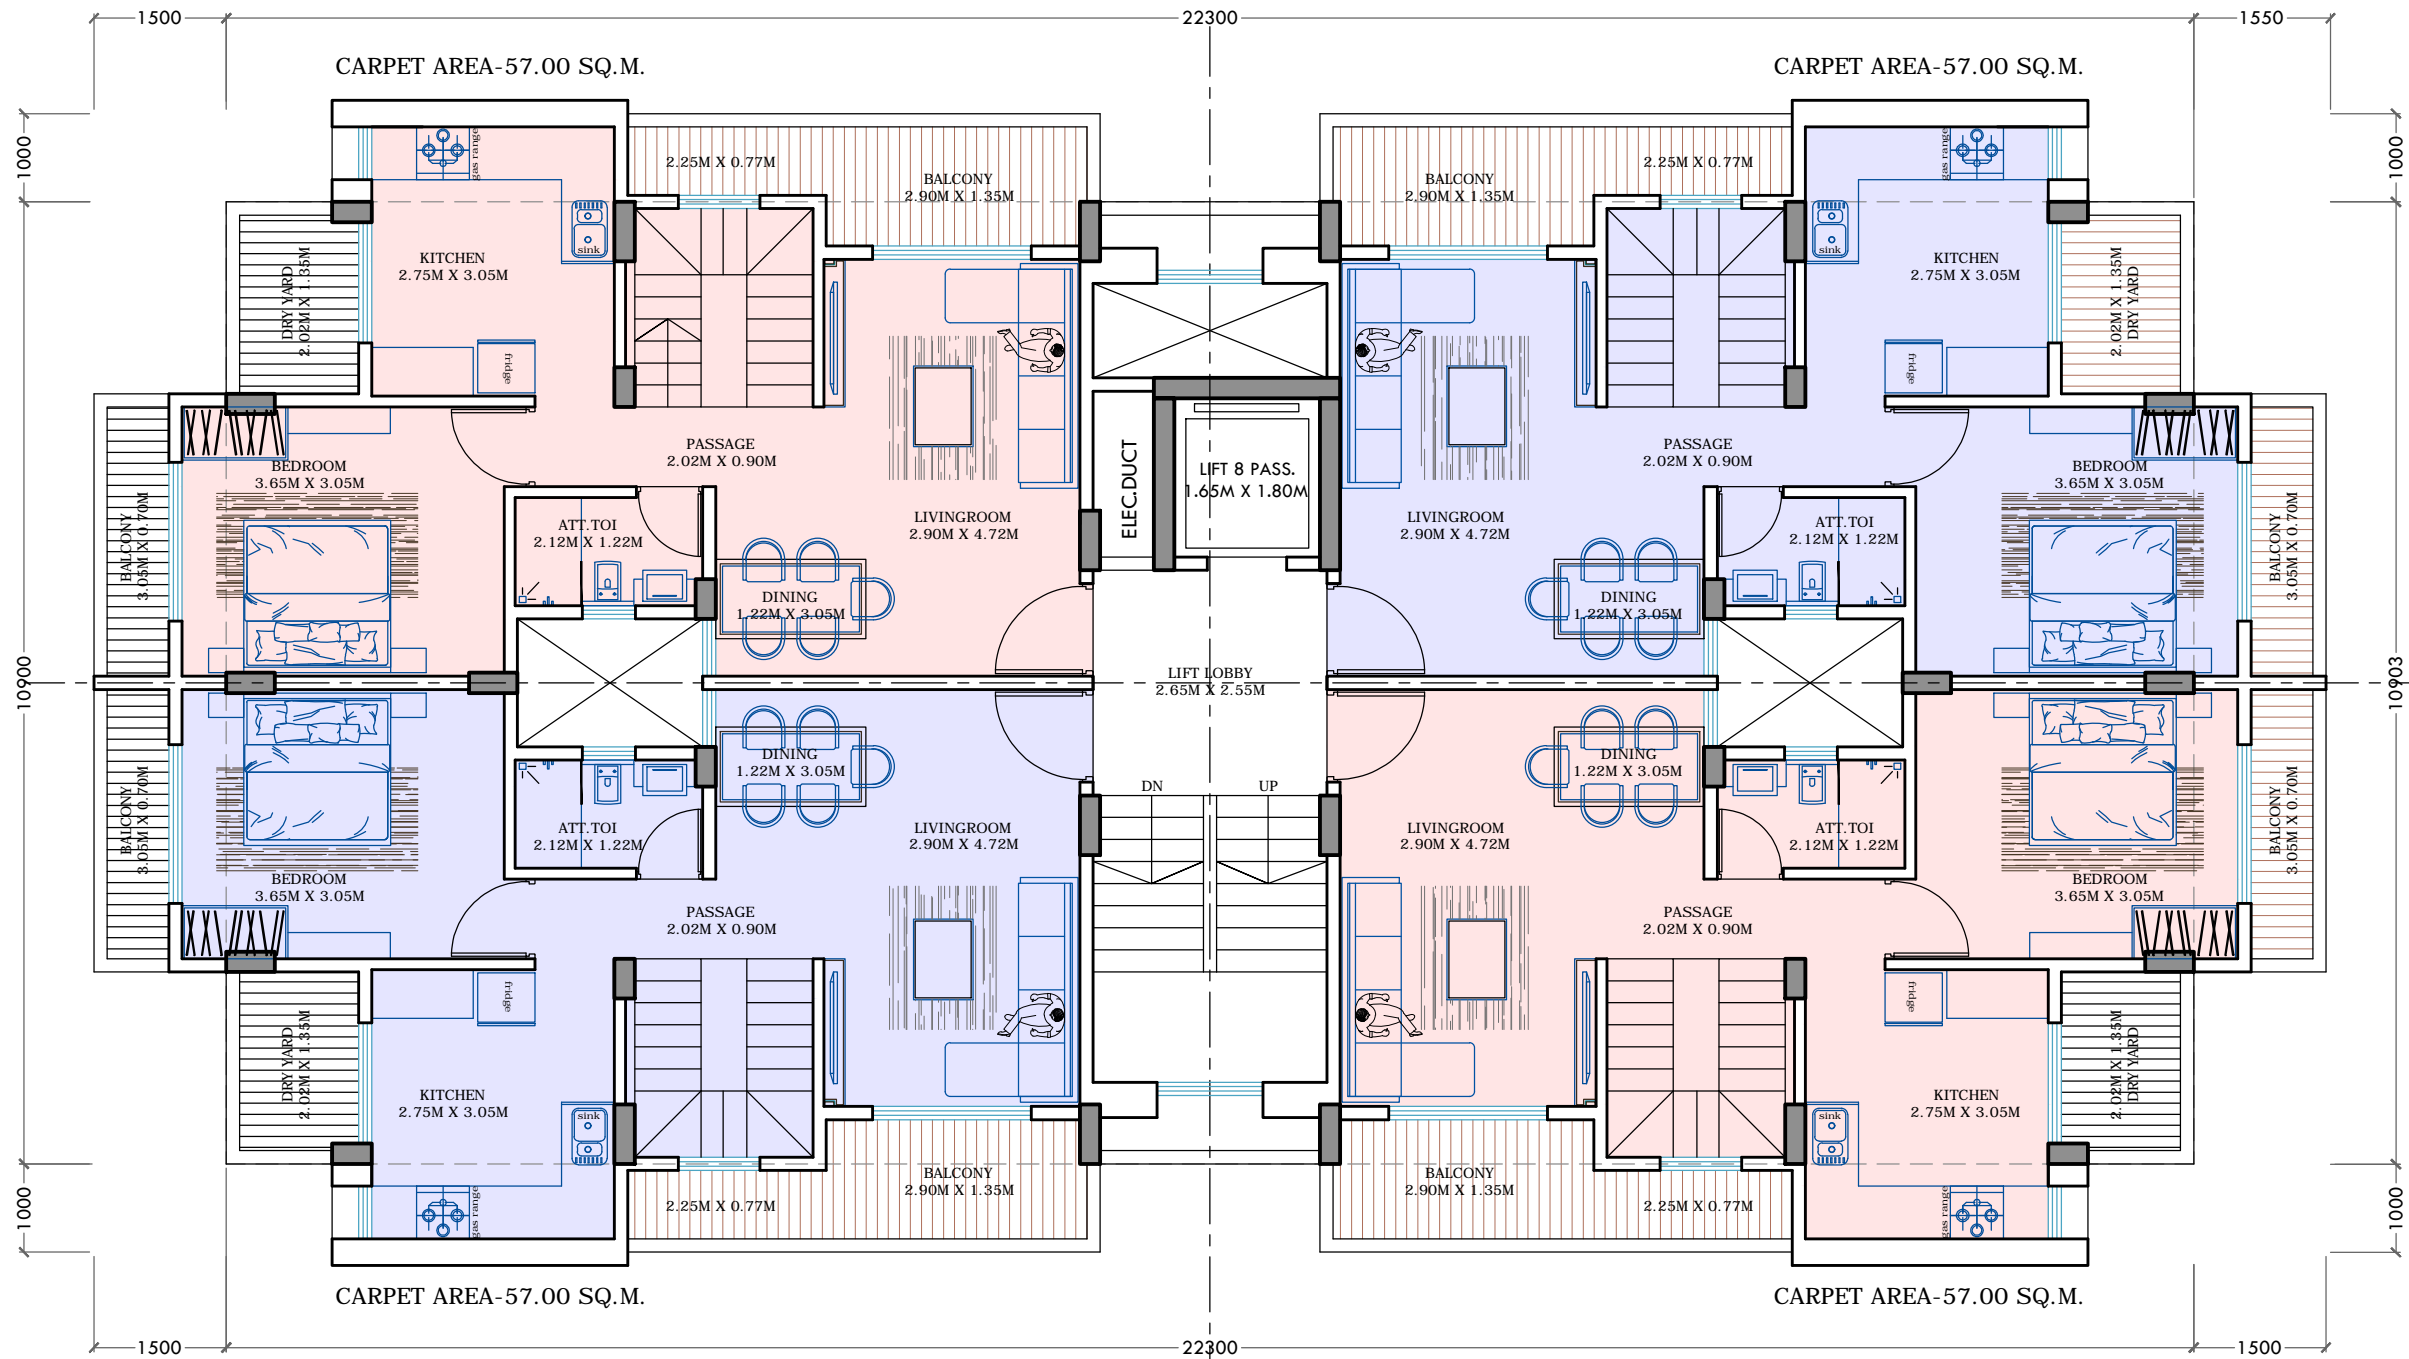 1500
22300
1550
CARPET AREA-57.00 SQ.M.
CARPET AREA-57.00 SQ.M.
1000
1000
gas range
2.25M X 0.77M
BALCONY
2.90M X 1.35M
BALCONY
2.90M X 1.35M
2.25M X 0.77M
gas range
sink
sink
KITCHEN
2.75M X 3.05M
KITCHEN
2.75M X 3.05M
DRY YARD
2.02M X 1.35M
2.02M X 1.35M
DRY YARD
fridge
fridge
PASSAGE
2.02M X 0.90M
PASSAGE
2.02M X 0.90M
BEDROOM
3.65M X 3.05M
BEDROOM
3.65M X 3.05M
ELEC.DUCT
LIFT 8 PASS.
1.65M X 1.80M
BALCONY
3.05M X 0.70M
BALCONY
3.05M X 0.70M
ATT.TOI
2.12M X 1.22M
LIVINGROOM
2.90M X 4.72M
LIVINGROOM
2.90M X 4.72M
ATT.TOI
2.12M X 1.22M
DINING
1.22M X 3.05M
DINING
1.22M X 3.05M
10900
LIFT LOBBY
2.65M X 2.55M
10903
DINING
1.22M X 3.05M
DINING
1.22M X 3.05M
DN
UP
BALCONY
3.05M X 0.70M
BALCONY
3.05M X 0.70M
ATT.TOI
2.12M X 1.22M
LIVINGROOM
2.90M X 4.72M
LIVINGROOM
2.90M X 4.72M
ATT.TOI
2.12M X 1.22M
BEDROOM
3.65M X 3.05M
BEDROOM
3.65M X 3.05M
PASSAGE
2.02M X 0.90M
PASSAGE
2.02M X 0.90M
fridge
fridge
DRY YARD
2.02M X 1.35M
2.02M X 1.35M
DRY YARD
KITCHEN
2.75M X 3.05M
KITCHEN
2.75M X 3.05M
sink
sink
BALCONY
2.90M X 1.35M
BALCONY
2.90M X 1.35M
1000
gas range
2.25M X 0.77M
2.25M X 0.77M
gas range
1000
CARPET AREA-57.00 SQ.M.
CARPET AREA-57.00 SQ.M.
1500
22300
1500